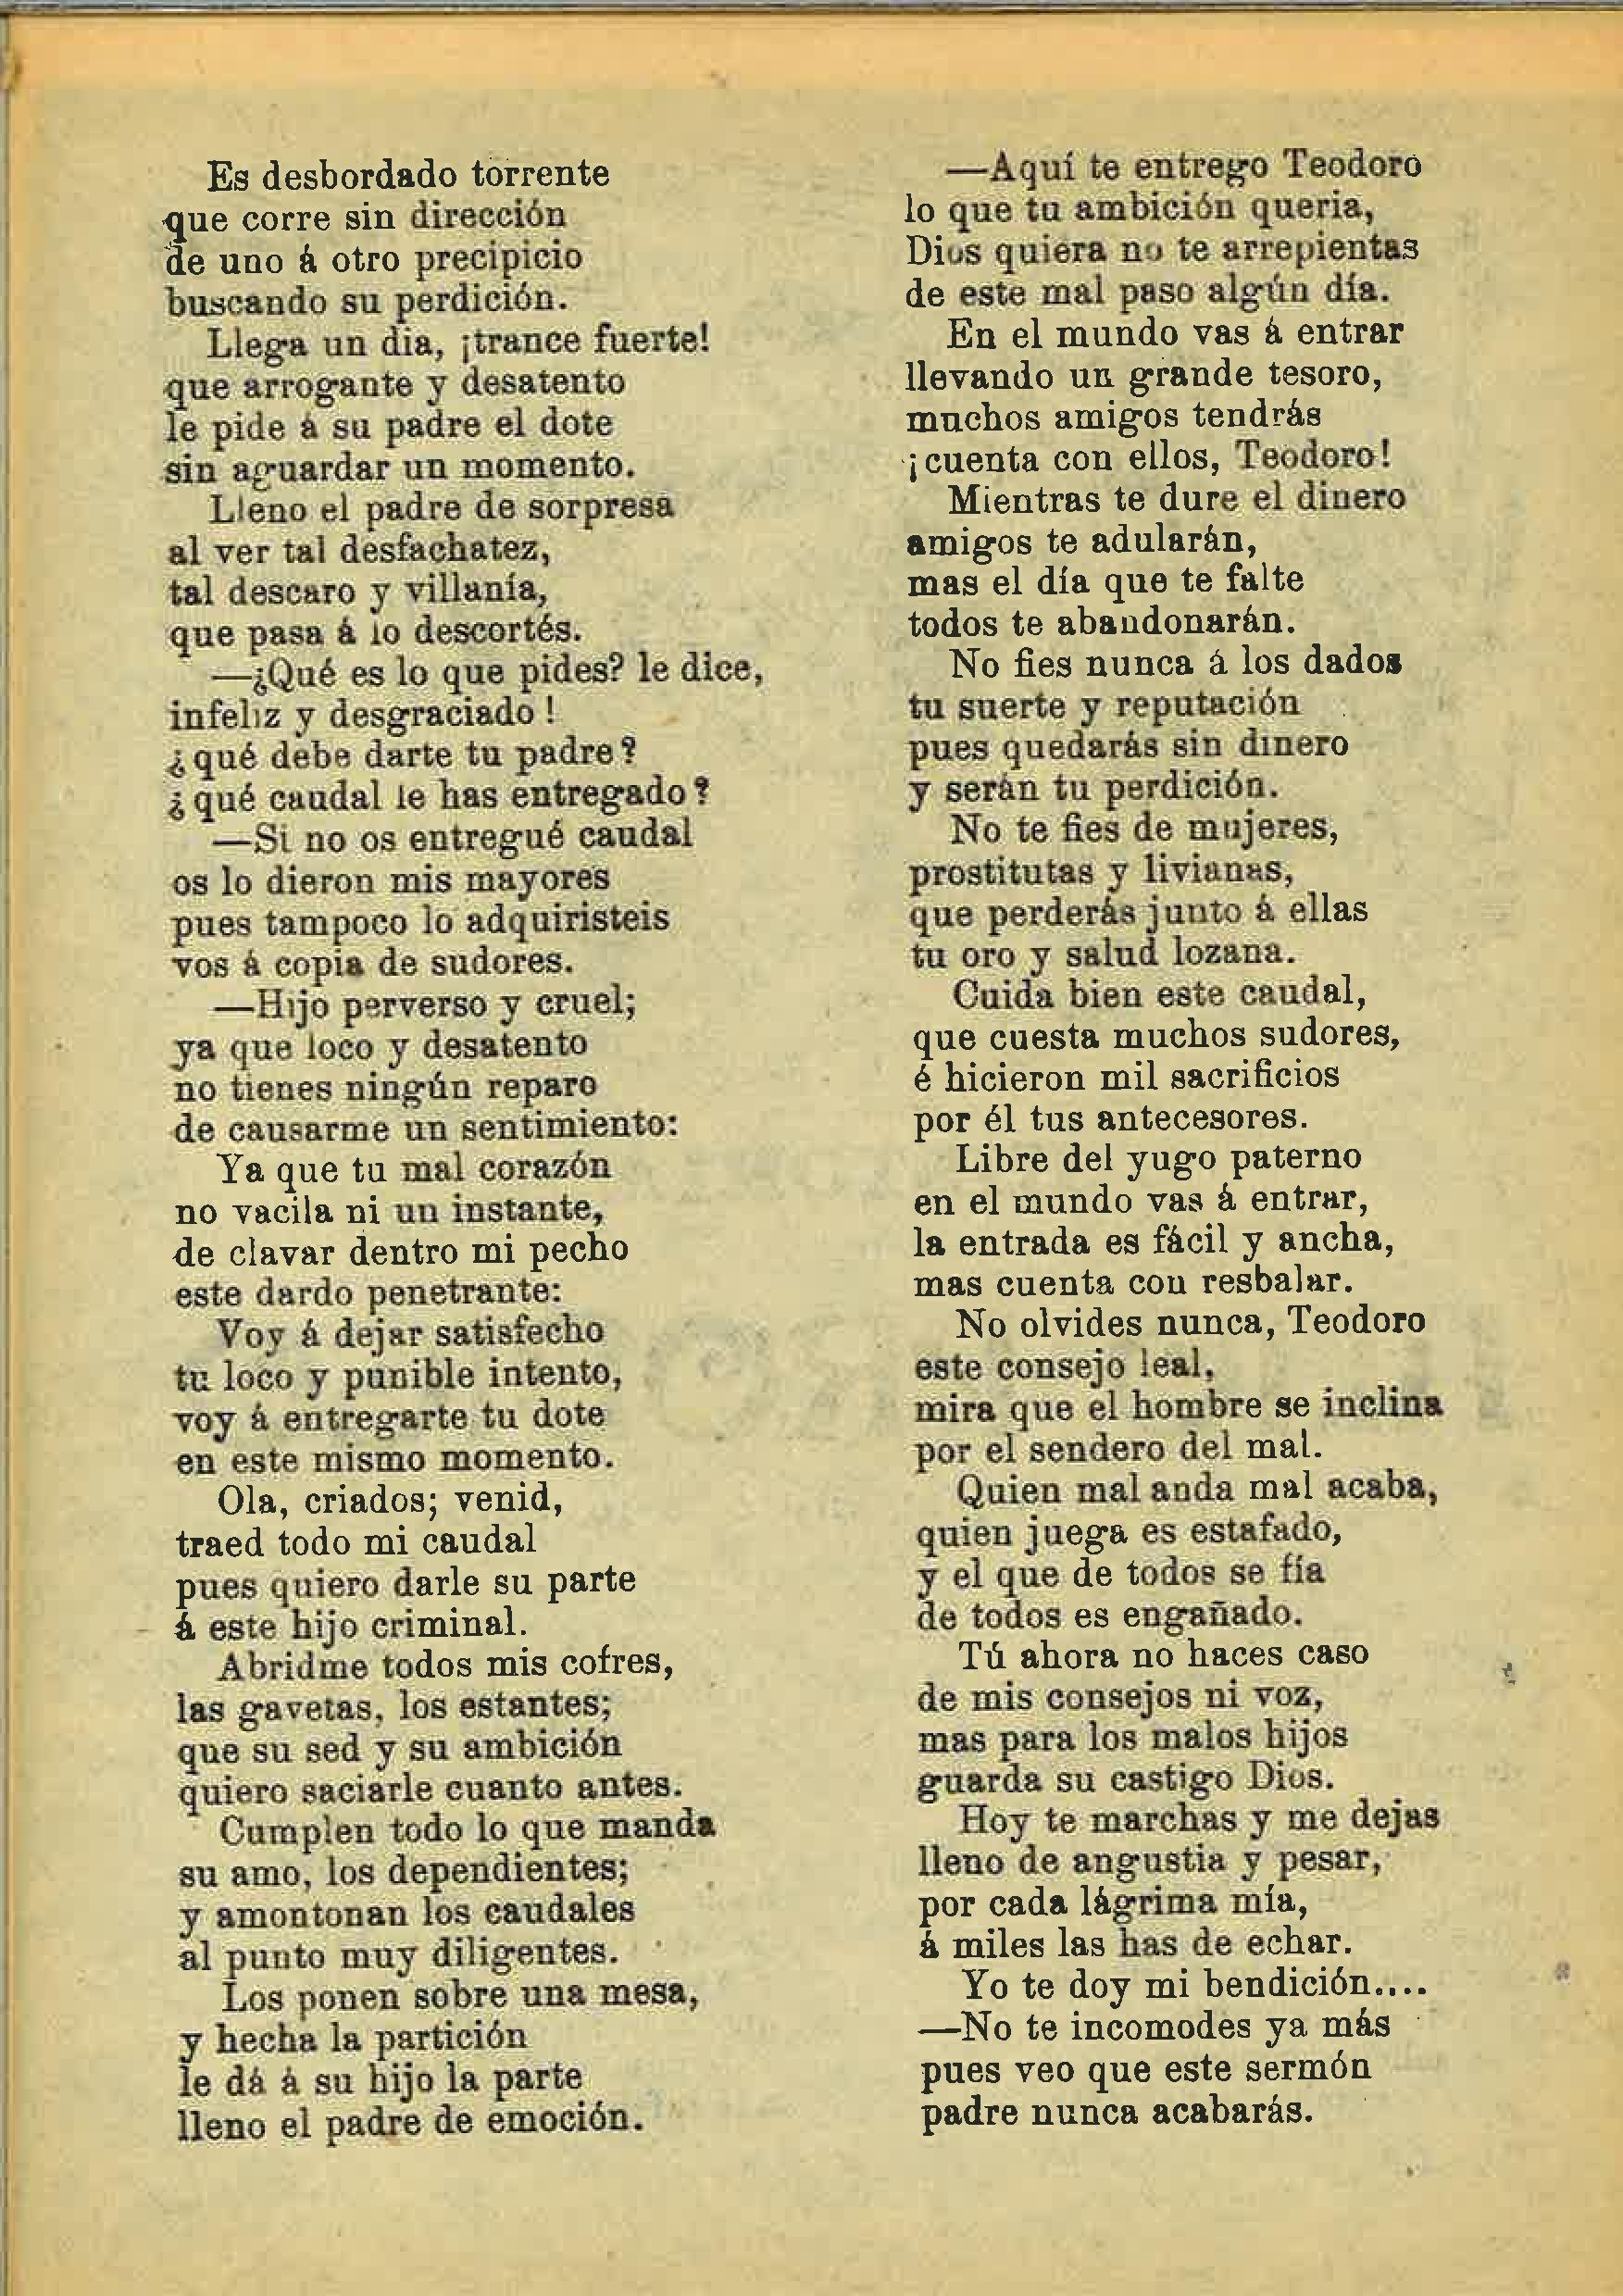 Es desbordado torrente
que corre sin dirección
de uno á otro precipicio
buscando su perdición.
Llega un dia, ¡trance fuerte!
que arrogante y desatento
le pide á su padre el dote
sin aguardar un momento.
Lleno el padre de sorpresa
al ver tal desfachatez,
tal descaro y villanía,
que pasa á lo descortés.
—¿Qué es lo que pides? le dice,
infeliz y desgraciado!
¿qué debe darte tu padre?
¿qué caudal le has entregado?
—Si no os entregué caudal
os lo dieron mis mayores
pues tampoco lo adquiristeis
vos á copia de sudores.
—Hijo perverso y cruel;
ya que loco y desatento
no tienes ningún reparo
de causarme un sentimiento:
Ya que tu mal corazón
no vacila ni un instante,
de clavar dentro mi pecho
este dardo penetrante:
Voy á dejar satisfecho
tu loco y punible intento,
voy á entregarte tu dote
en este mismo momento.
Ola, criados; venid,
traed todo mi caudal
pues quiero darle su parte
á este hijo criminal.
Abridme todos mis cofres,
las gavetas, los estantes;
que su sed y su ambición
quiero saciarle cuanto antes.
Cumplen todo lo que manda
su amo, los dependientes;
y amontonan los caudales
al punto muy diligentes.
Los ponen sobre una mesa,
y hecha la partición
le dá á su hijo la parte
lleno el padre de emoción.
—Aquí te entrego Teodoro
lo que tu ambición queria,
Dios quiera no te arrepientas
de este mal paso algún día.
En el mundo vas á entrar
llevando un grande tesoro,
muchos amigos tendrás
¡cuenta con ellos, Teodoro!
Mientras te dure el dinero
amigos te adularán,
mas el día que te falte
todos te abandonarán.
No fies nunca á los dados
tu suerte y reputación
pues quedarás sin dinero
y serán tu perdición.
No te fies de mujeres,
prostitutas y livianas,
que perderás junto á ellas
tu oro y salud lozana.
Cuida bien este caudal,
que cuesta muchos sudores,
é hicieron mil sacrificios
por él tus antecesores.
Libre del yugo paterno
en el mundo vas á entrar,
la entrada es fácil y ancha,
mas cuenta con resbalar.
No olvides nunca, Teodoro
este consejo leal,
mira que el hombre se inclina
por el sendero del mal.
Quien mal anda mal acaba,
quien juega es estafado,
y el que de todos se fía
de todos es engañado.
Tú ahora no haces caso
de mis consejos ni voz,
mas para los malos hijos
guarda su castigo Dios.
Hoy te marchas y me dejas
lleno de angustia y pesar,
por cada lágrima mía,
á miles las has de echar.
Yo te doy mi bendición....
—No te incomodes ya más
pues veo que este sermón
padre nunca acabarás.